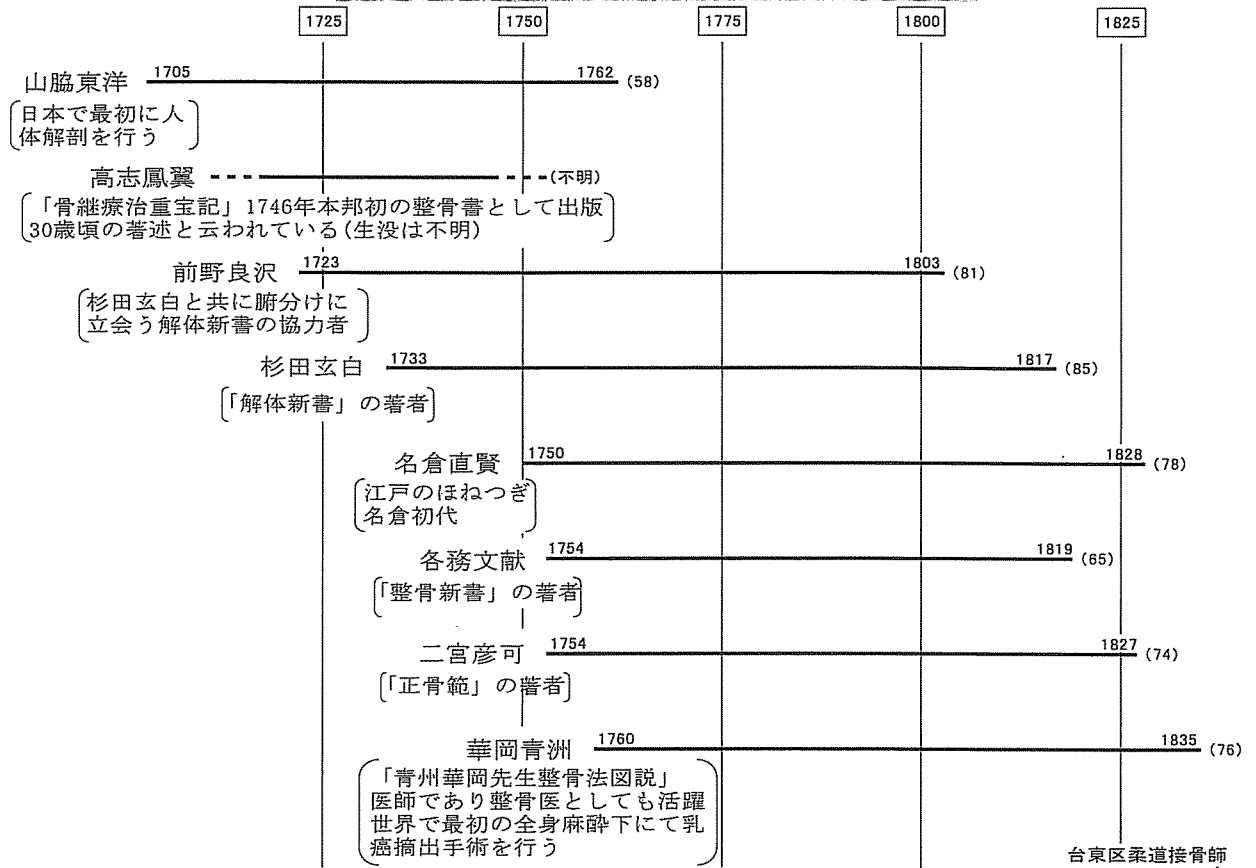 1725 1750 1775 1800 1825
山脇東洋 1705 1762 (58)
日本で最初に人
体解剖を行う
高志鳳翼 (不明)
「骨継療治重宝記」1746年本邦初の整骨書として出版
30歳頃の著述と云われている(生没は不明)
前野良沢 1723 1803 (81)
杉田玄白と共に腑分けに
立会う解体新書の協力者
杉田玄白 1733 1817 (85)
「解体新書」の著者
名倉直賢 1750 1828 (78)
江戸のほねつぎ
名倉初代
各務文献 1754 1819 (65)
「整骨新書」の著者
二宮彦可 1754 1827 (74)
「正骨範」の著者
華岡青洲 1760 1835 (76)
「青州華岡先生整骨法図説」
医師であり整骨医としても活躍
世界で最初の全身麻酔下にて乳
癌摘出手術を行う
台東区柔道接骨師